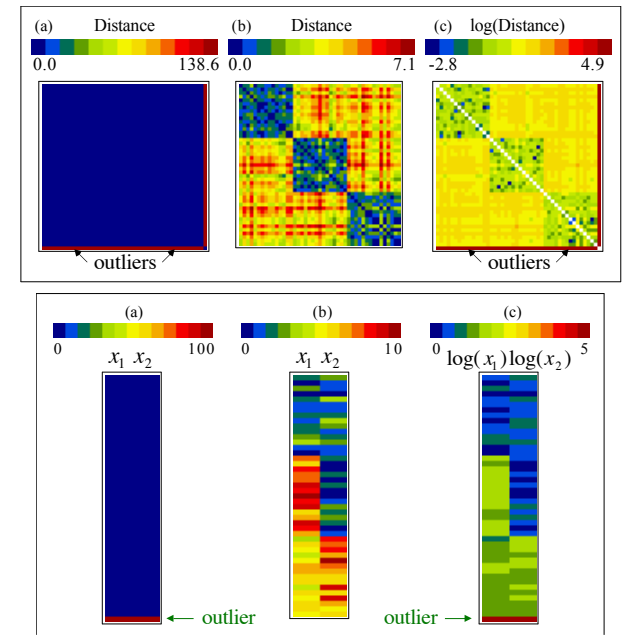 (a) (b) (c)
Distance Distance log(Distance)
0.0 138.6 0.0 7.1 -2.8 4.9
outliers outliers
(a) (b) (c)
0 100 0 10 0 5
x₁ x₂ x₁ x₂ log(x₁)log(x₂)
outlier outlier